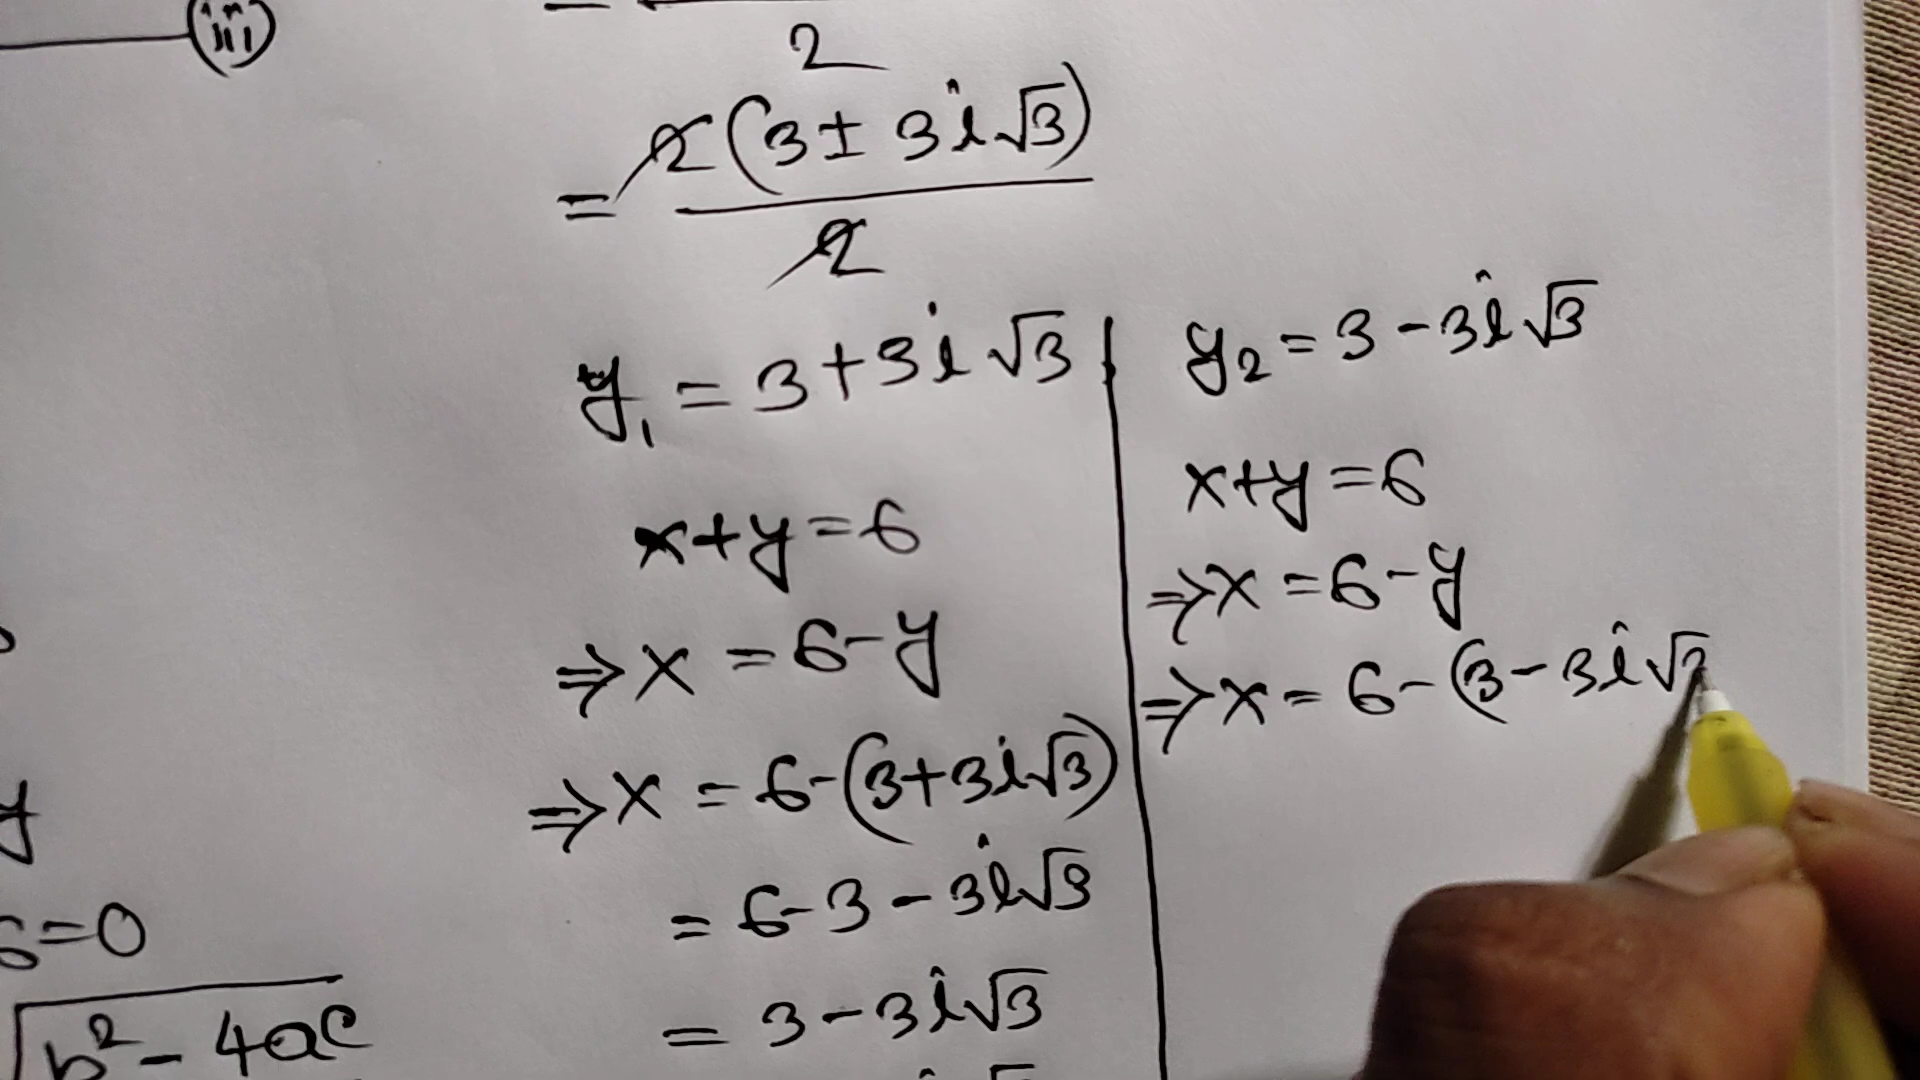 (iii)
2
= 2(3 ± 3i√3)
2
y₁ = 3+3i√3
x+y=6
⇒x = 6-y
⇒x = 6-(3+3i√3)
= 6-3-3i√3
= 3-3i√3
y₂ = 3-3i√3
x+y=6
⇒x = 6-y
⇒x = 6-(3-3i√3
y
=0
√b²-4ac